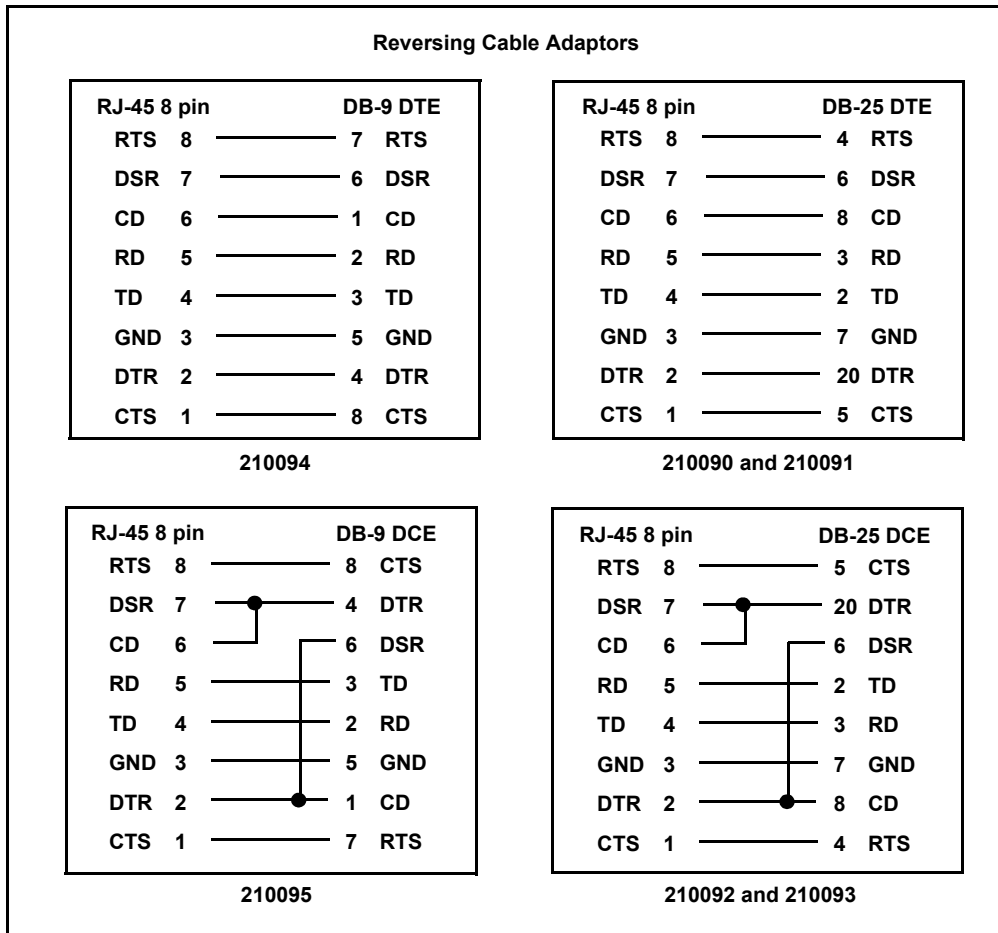 Reversing Cable Adaptors
RJ-45 8 pin DB-9 DTE
RTS 8 7 RTS
DSR 7 6 DSR
CD 6 1 CD
RD 5 2 RD
TD 4 3 TD
GND 3 5 GND
DTR 2 4 DTR
CTS 1 8 CTS
210094
RJ-45 8 pin DB-25 DTE
RTS 8 4 RTS
DSR 7 6 DSR
CD 6 8 CD
RD 5 3 RD
TD 4 2 TD
GND 3 7 GND
DTR 2 20 DTR
CTS 1 5 CTS
210090 and 210091
RJ-45 8 pin DB-9 DCE
RTS 8 8 CTS
DSR 7 4 DTR
CD 6 6 DSR
RD 5 3 TD
TD 4 2 RD
GND 3 5 GND
DTR 2 1 CD
CTS 1 7 RTS
210095
RJ-45 8 pin DB-25 DCE
RTS 8 5 CTS
DSR 7 20 DTR
CD 6 6 DSR
RD 5 2 TD
TD 4 3 RD
GND 3 7 GND
DTR 2 8 CD
CTS 1 4 RTS
210092 and 210093